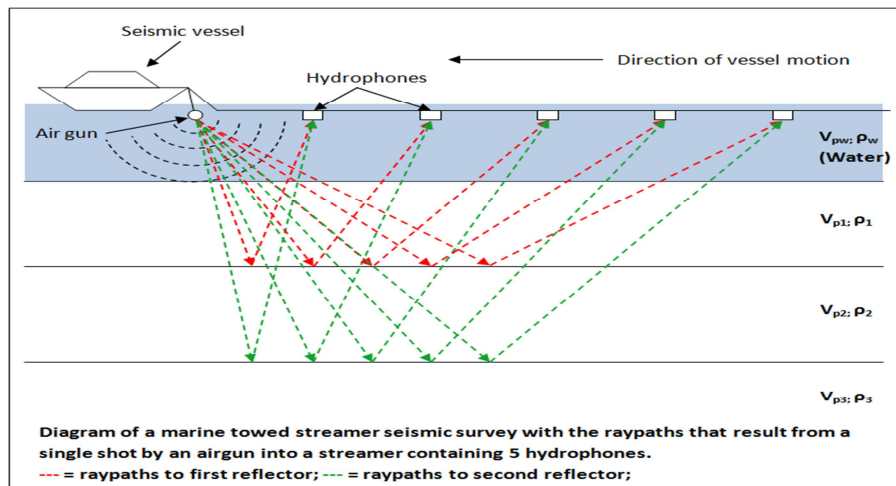 Seismic vessel
Direction of vessel motion
Hydrophones
Air gun
Vpw; ρw
(Water)
Vp1; ρ1
Vp2; ρ2
Vp3; ρ3
Diagram of a marine towed streamer seismic survey with the raypaths that result from a
single shot by an airgun into a streamer containing 5 hydrophones.
--- = raypaths to first reflector; --- = raypaths to second reflector;